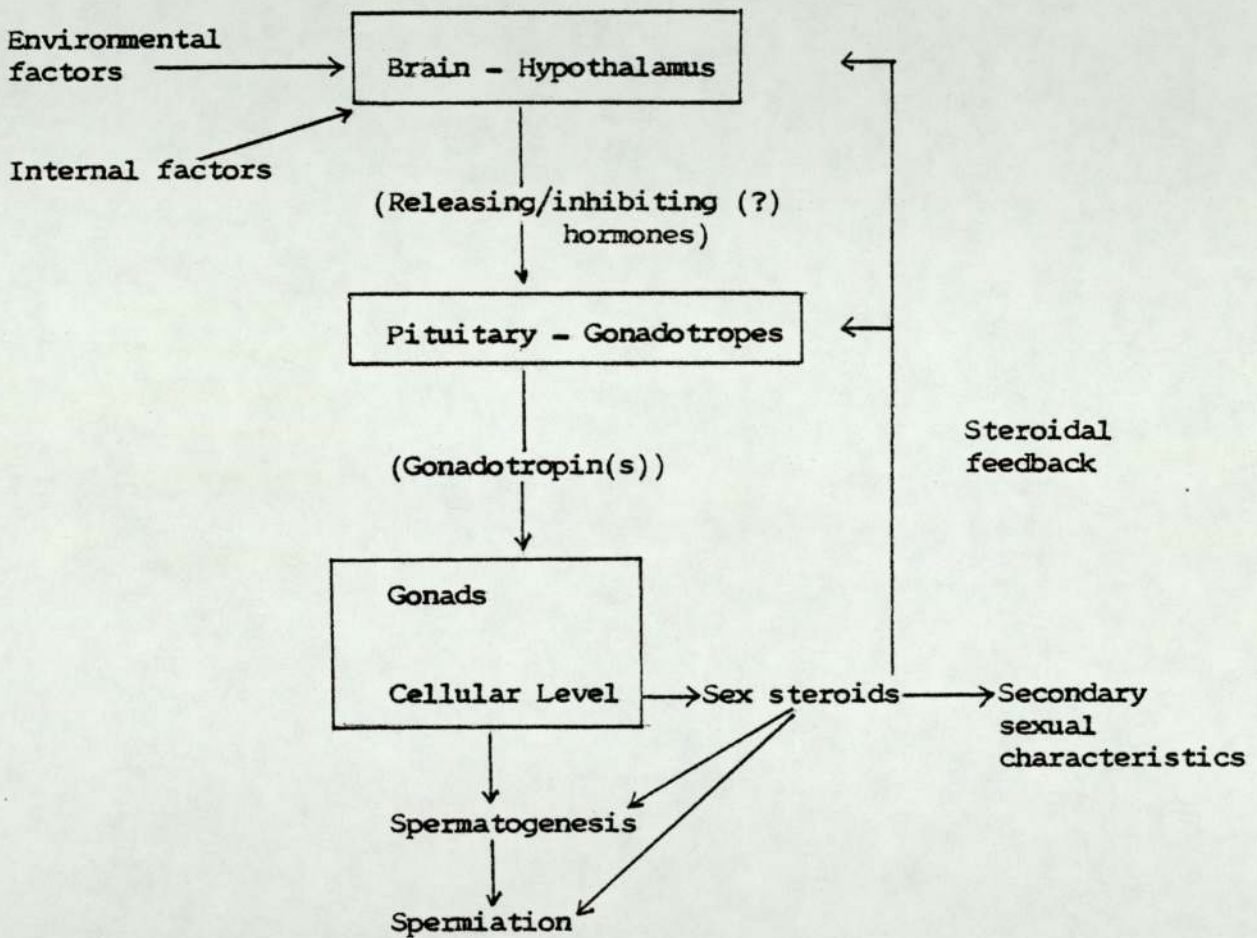 Environmental
factors
Brain - Hypothalamus
Internal factors
(Releasing/inhibiting (?)
hormones)
Pituitary - Gonadotropes
Steroidal
feedback
(Gonadotropin(s))
Gonads
Cellular Level
Sex steroids
Secondary
sexual
characteristics
Spermatogenesis
Spermiation